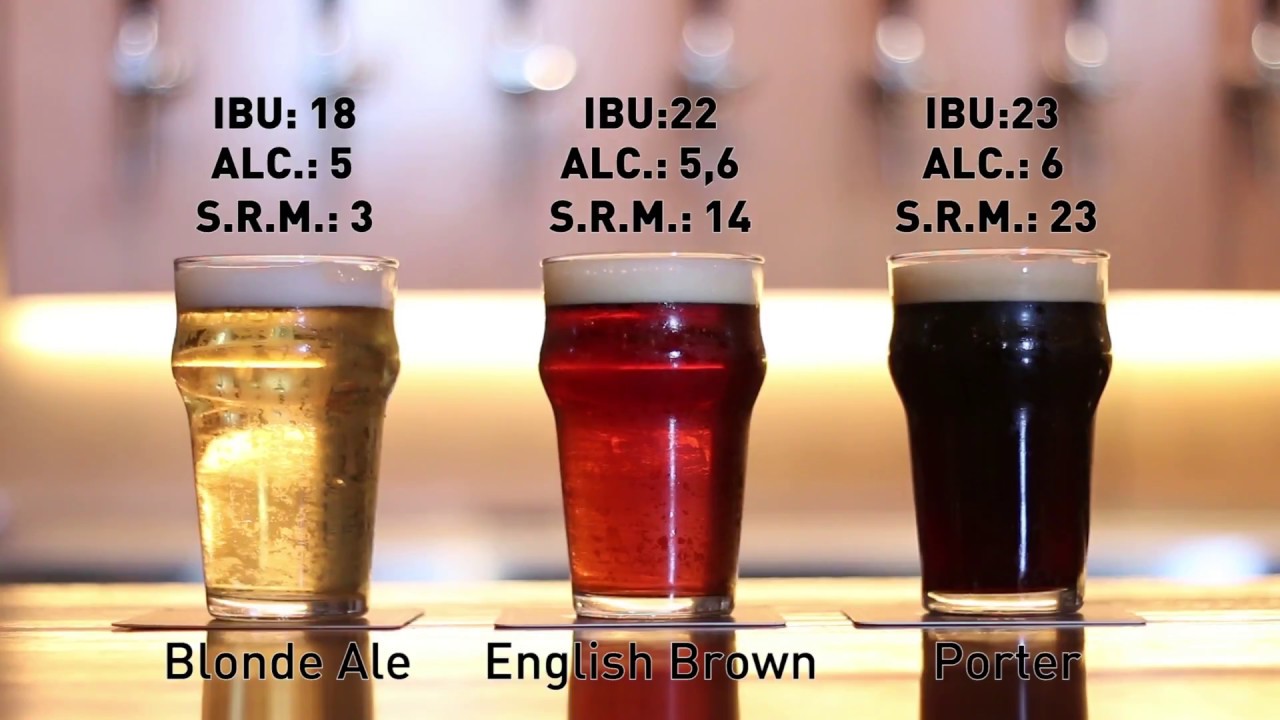 IBU: 18
ALC.: 5
S.R.M.: 3
IBU:22
ALC.: 5,6
S.R.M.: 14
IBU:23
ALC.: 6
S.R.M.: 23
Blonde Ale
English Brown
Porter